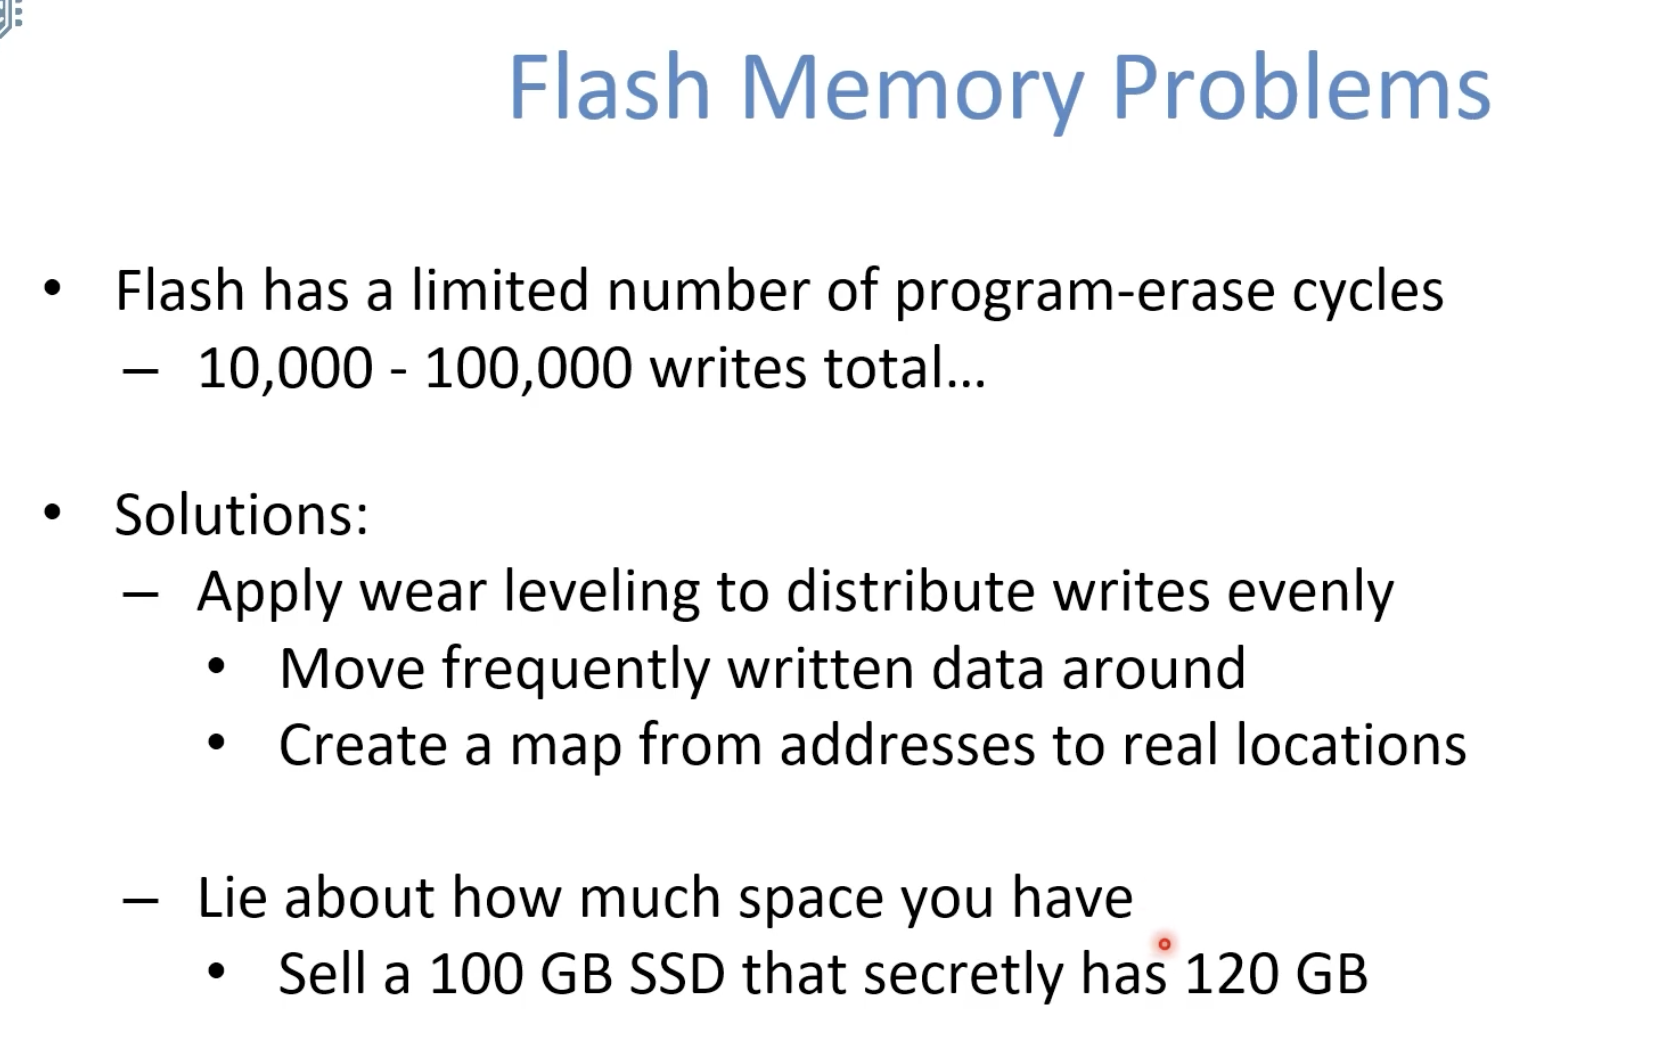 Flash Memory Problems
• Flash has a limited number of program-erase cycles
– 10,000 - 100,000 writes total...
• Solutions:
– Apply wear leveling to distribute writes evenly
• Move frequently written data around
• Create a map from addresses to real locations
– Lie about how much space you have
• Sell a 100 GB SSD that secretly has 120 GB